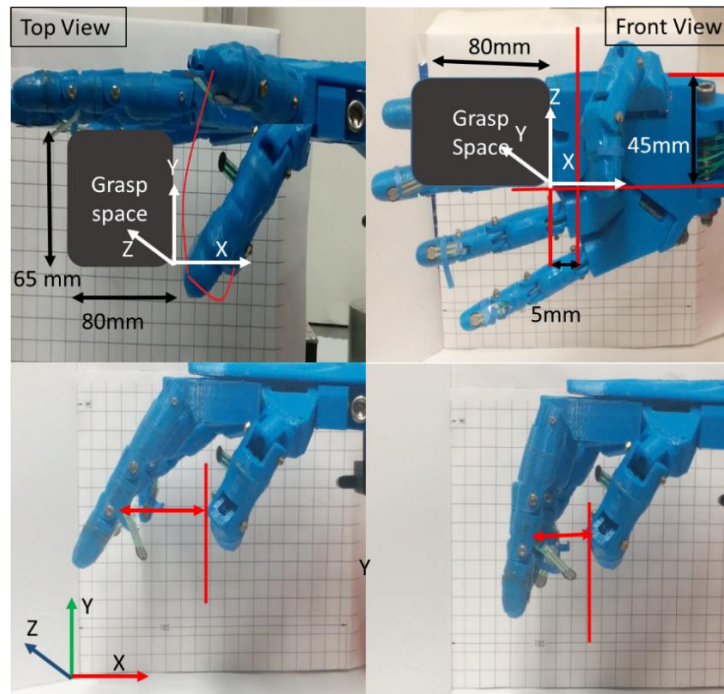 Top View
Grasp
space
Y
Z
X
65 mm
80mm
Front View
80mm
Grasp
Space
Z
Y
X
45mm
5mm
Y
Z
X
Y